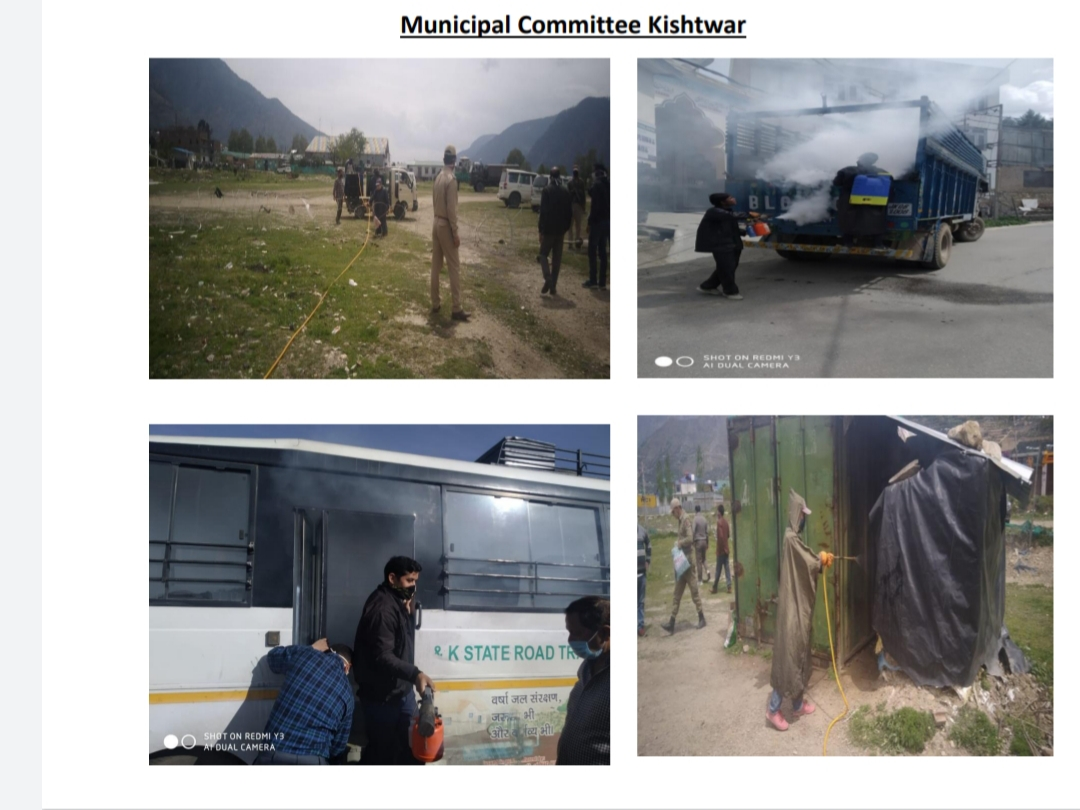 Municipal Committee Kishtwar
SHOT ON REDMI Y3
AI DUAL CAMERA
& K STATE ROAD TR
वर्षा जल संरक्षण,
भी
और भी
SHOT ON REDMI Y3
AI DUAL CAMERA